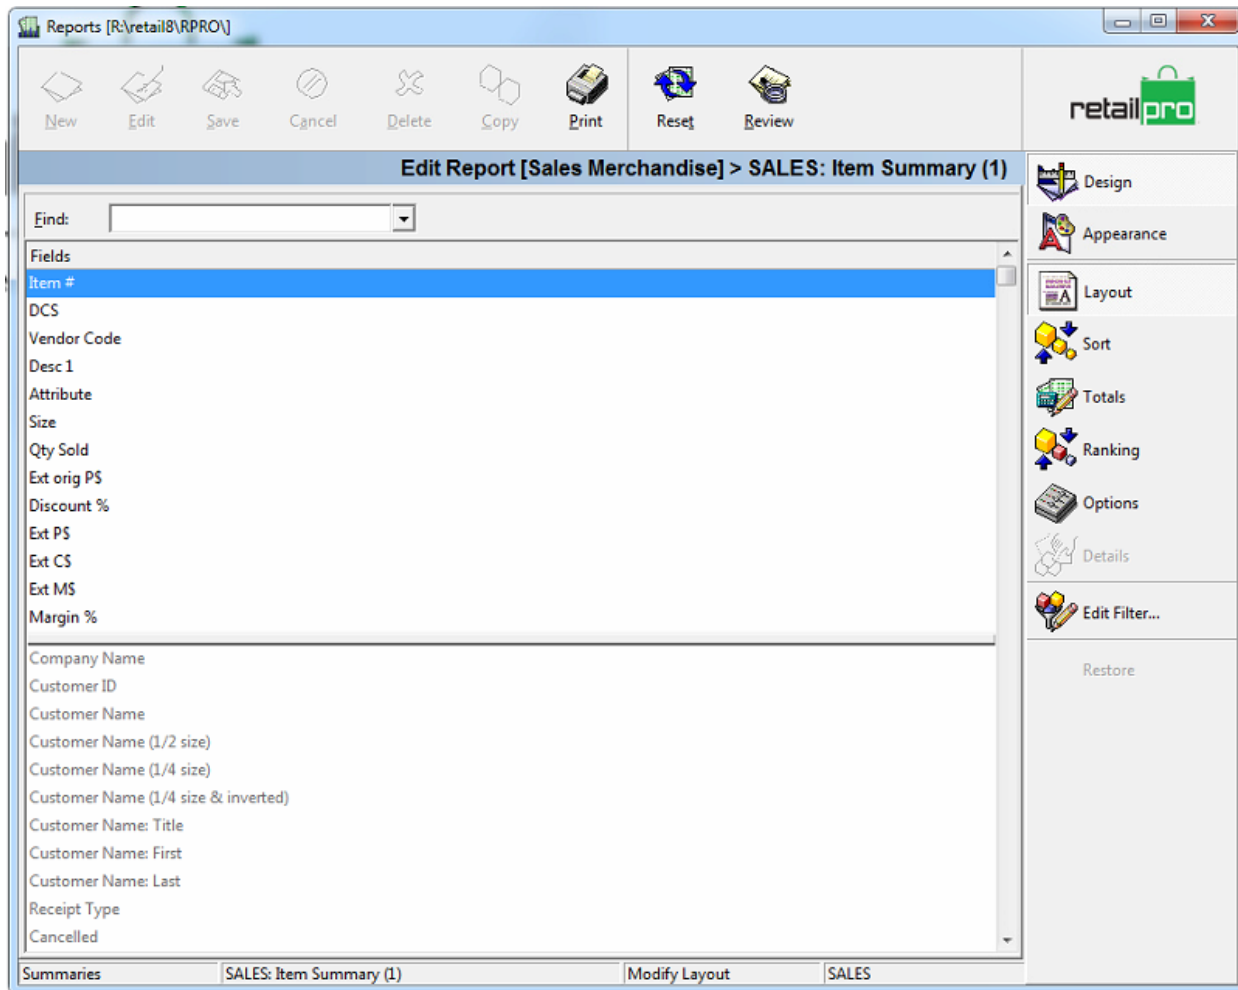 Reports [R:\retail8\RPRO\]
New Edit Save Cancel Delete Copy Print Reset Review
retailpro
Edit Report [Sales Merchandise] > SALES: Item Summary (1)
Find:
Fields
Item #
DCS
Vendor Code
Desc 1
Attribute
Size
Qty Sold
Ext orig P$
Discount %
Ext P$
Ext C$
Ext M$
Margin %
Company Name
Customer ID
Customer Name
Customer Name (1/2 size)
Customer Name (1/4 size)
Customer Name (1/4 size & inverted)
Customer Name: Title
Customer Name: First
Customer Name: Last
Receipt Type
Cancelled
Design
Appearance
Layout
Sort
Totals
Ranking
Options
Details
Edit Filter...
Restore
Summaries SALES: Item Summary (1) Modify Layout SALES